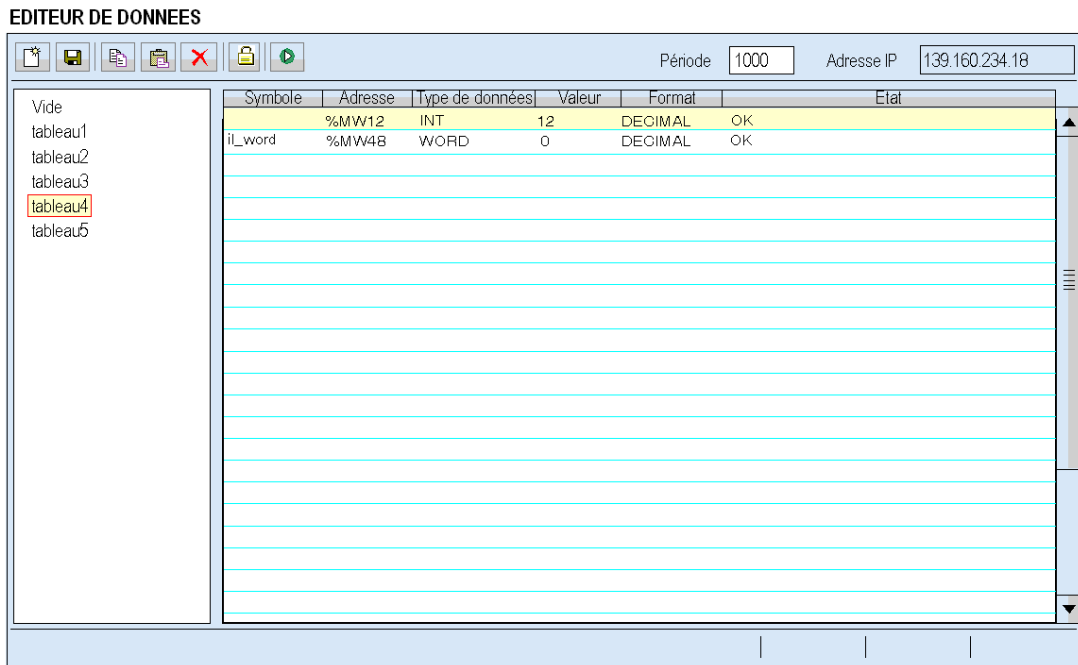 EDITEUR DE DONNEES
Période 1000 Adresse IP 139.160.234.18
Vide
tableau1
tableau2
tableau3
tableau4
tableau5
Symbole Adresse Type de données Valeur Format Etat
%MW12 INT 12 DECIMAL OK
il_word %MW48 WORD 0 DECIMAL OK